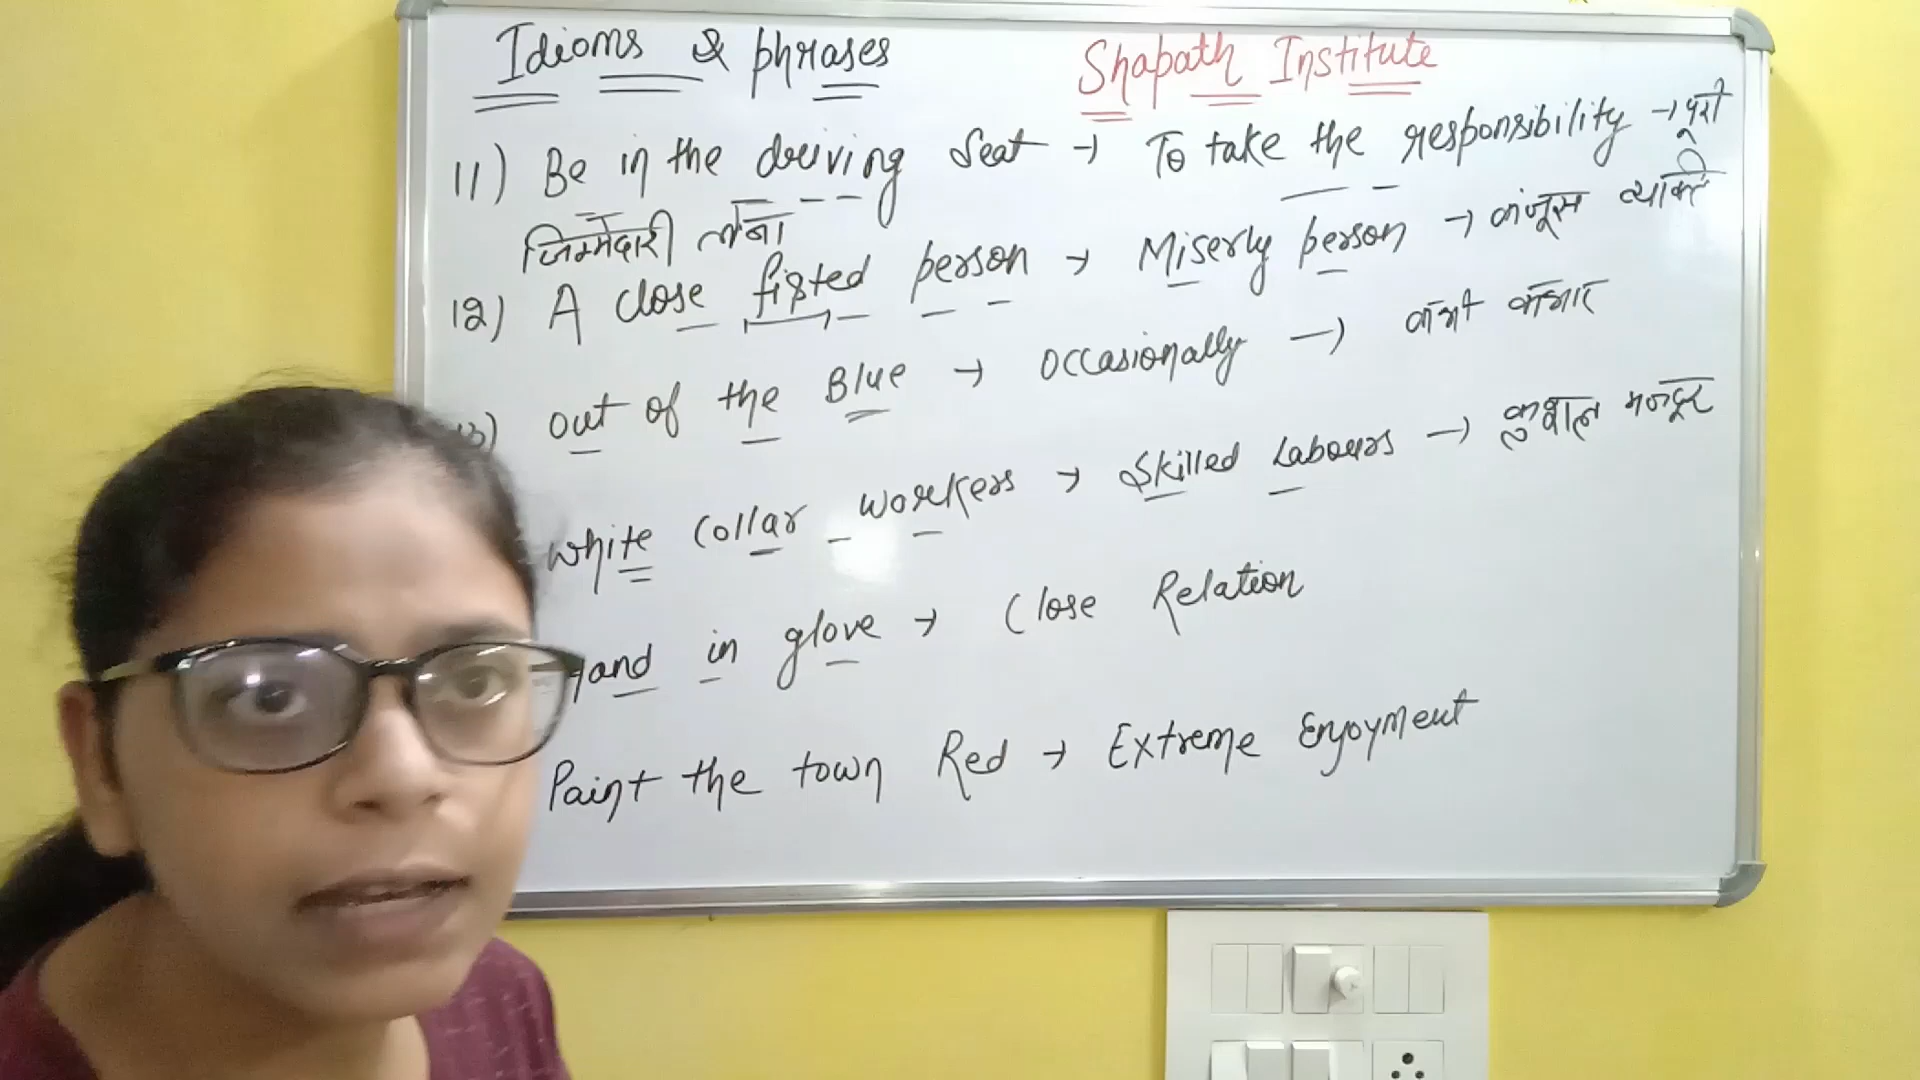 Idioms & phrases
Shapath Institute
11) Be in the driving Seat → To take the responsibility → पूरी
जिम्मेदारी लेना
12) A close fisted person → Miserly person → कंजूस व्यक्ति
out of the Blue → Occasionally → कभी कभार
White Collar workers → Skilled Labours → कुशल मजदूर
and in glove → Close Relation
Paint the town Red → Extreme Enjoyment